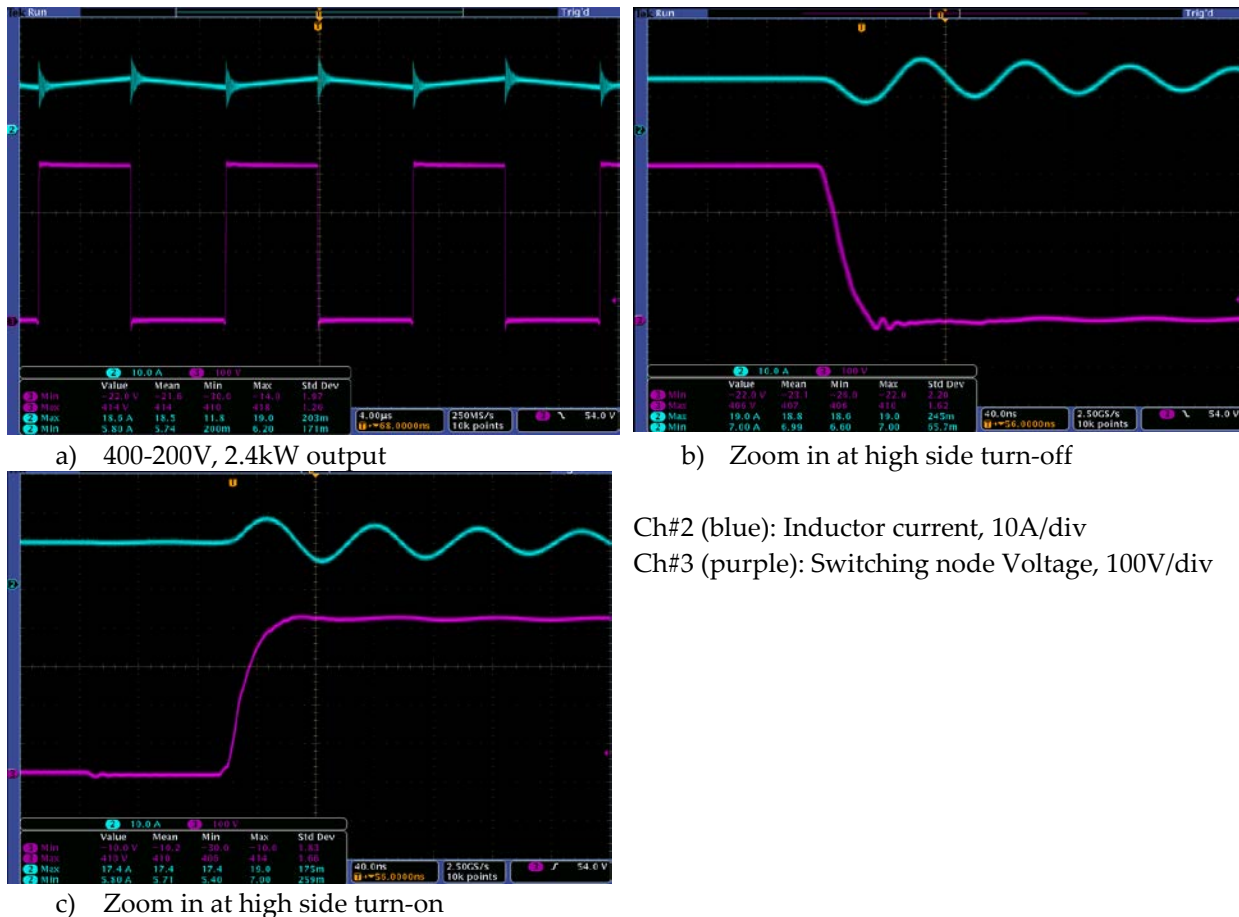 Tek Run Trig'd
2 10.0 A 3 100 V
Value Mean Min Max Std Dev
3 Min -22.0 V -21.6 -30.0 -14.0 1.97
3 Max 414 V 414 410 418 1.20
2 Max 18.6 A 18.5 11.8 19.0 203m
2 Min 5.80 A 5.74 200m 6.20 171m
4.00µs 250MS/s 3 54.0 V
68.0000ns 10k points
a) 400-200V, 2.4kW output
Tek Run Trig'd
2 10.0 A 3 100 V
Value Mean Min Max Std Dev
3 Min -22.0 V -23.1 -22.0 2.26
3 Max 407 406
2 Max 19.0 A 18.8 18.6 19.0 245m
2 Min 7.00 A 6.99 6.60 7.00 65.7m
40.0ns 2.50GS/s 3 54.0 V
56.0000ns 10k points
b) Zoom in at high side turn-off
Ch#2 (blue): Inductor current, 10A/div
Ch#3 (purple): Switching node Voltage, 100V/div
2 10.0 A 3 100 V
Value Mean Min Max Std Dev
3 Min -10.0 V -10.2 -30.0 -10.0 1.83
3 Max 410 V 410 414 1.66
2 Max 17.4 A 17.4 17.4 19.0 175m
2 Min 5.80 A 5.71 5.40 7.00 259m
40.0ns 2.50GS/s 3 54.0 V
56.0000ns 10k points
c) Zoom in at high side turn-on